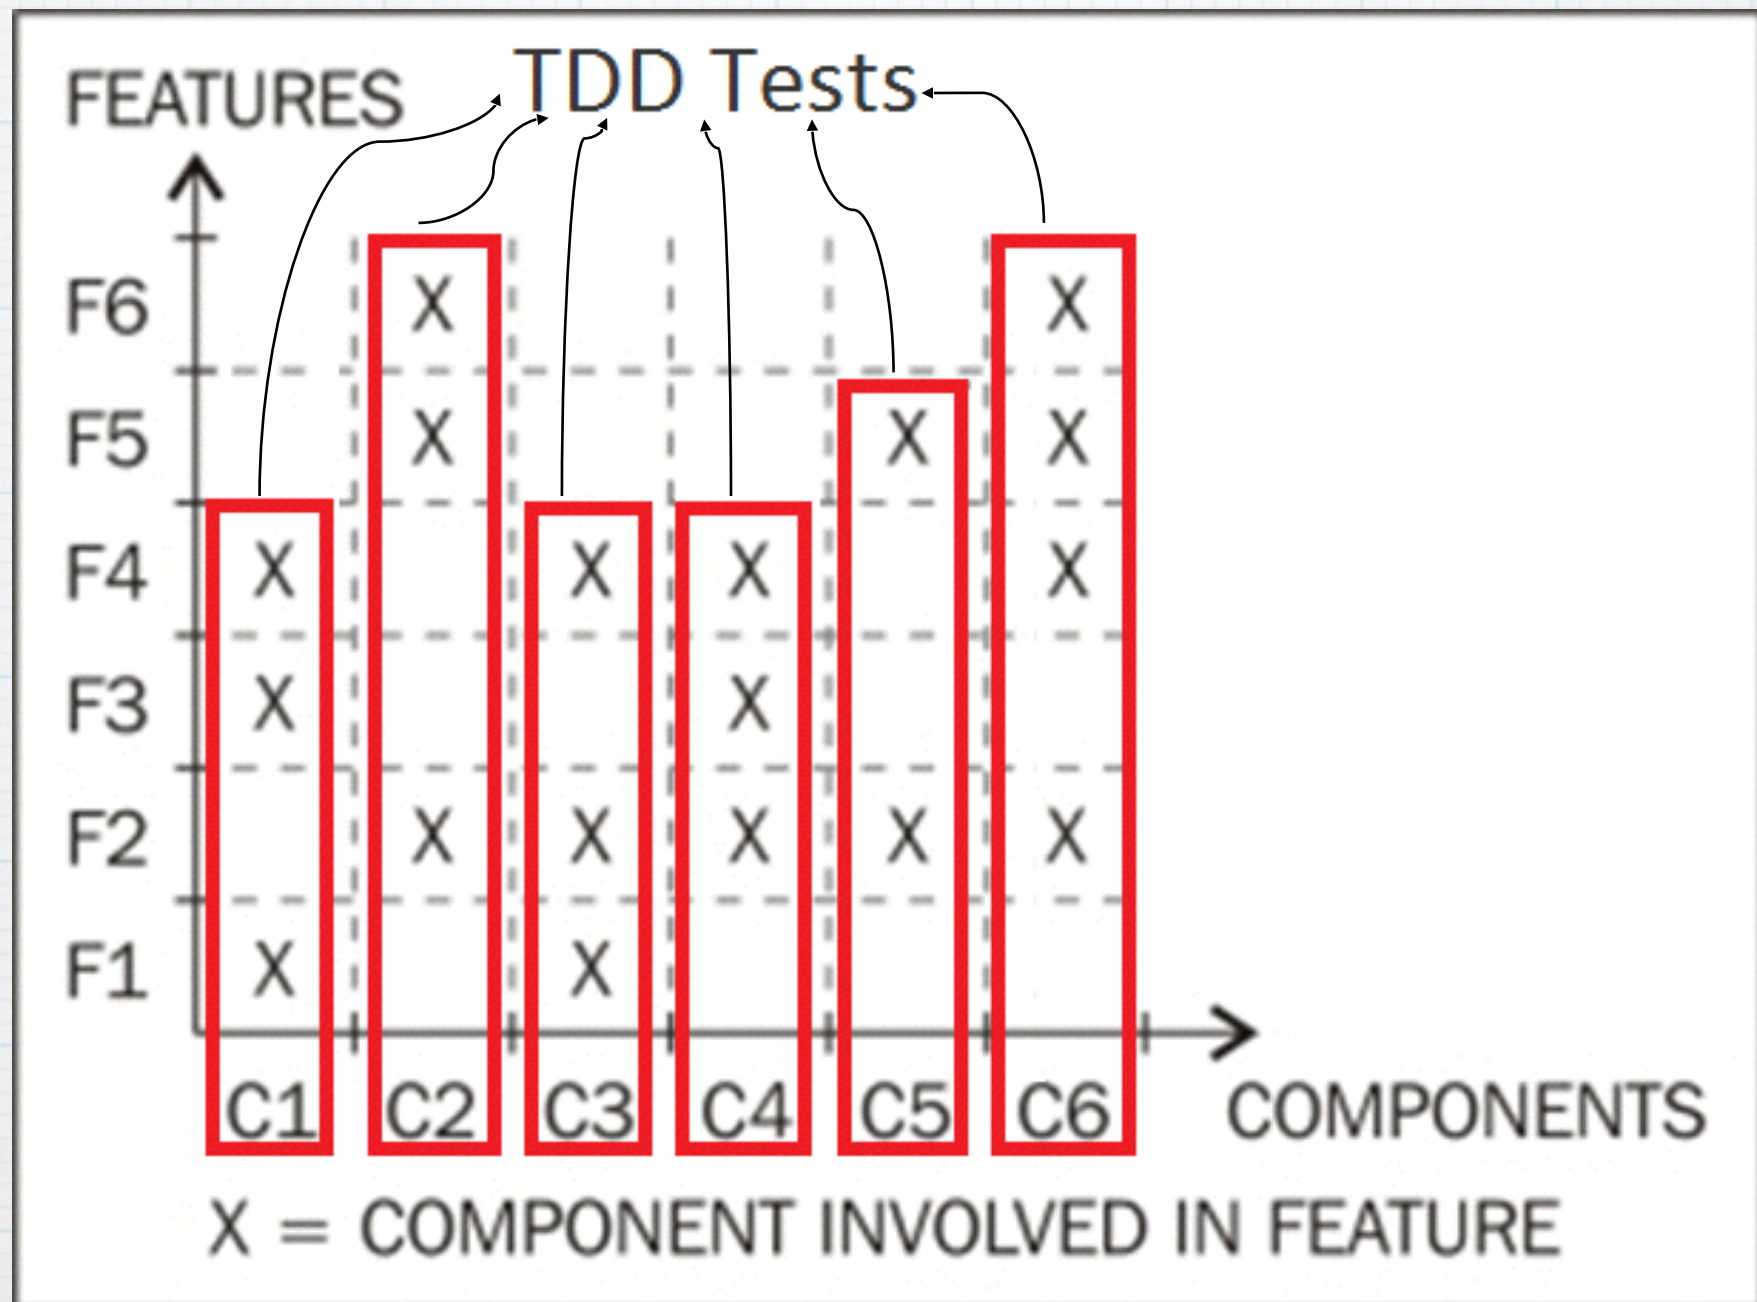 TDD Tests
FEATURES
F6 X X
F5 X X X
F4 X X X X
F3 X X
F2 X X X X X
F1 X X
C1 C2 C3 C4 C5 C6 COMPONENTS
X = COMPONENT INVOLVED IN FEATURE